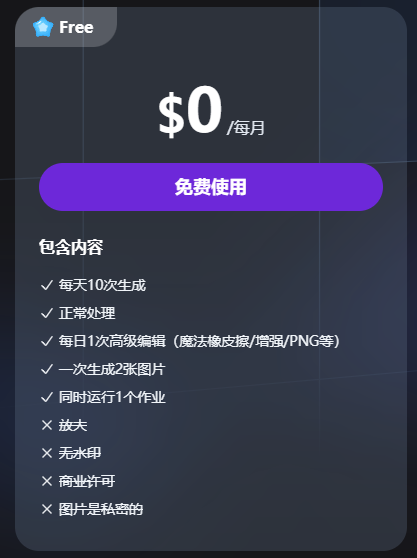 Free
$0 /每月
免费使用
包含内容
每天10次生成
正常处理
每日1次高级编辑（魔法橡皮擦/增强/PNG等）
一次生成2张图片
同时运行1个作业
放大
无水印
商业许可
图片是私密的